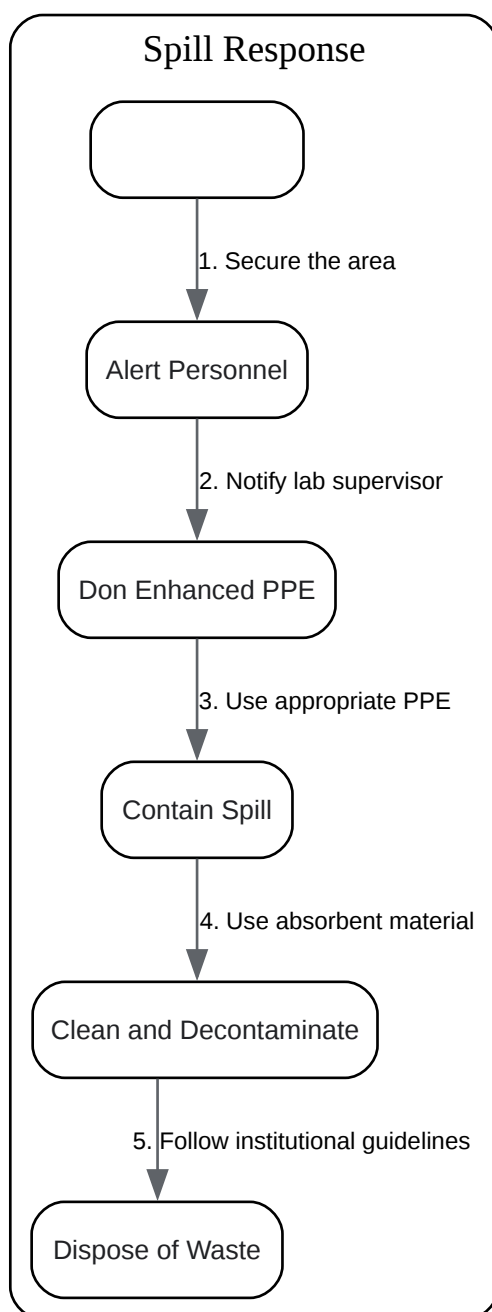 Spill Response
1. Secure the area
Alert Personnel
2. Notify lab supervisor
Don Enhanced PPE
3. Use appropriate PPE
Contain Spill
4. Use absorbent material
Clean and Decontaminate
5. Follow institutional guidelines
Dispose of Waste